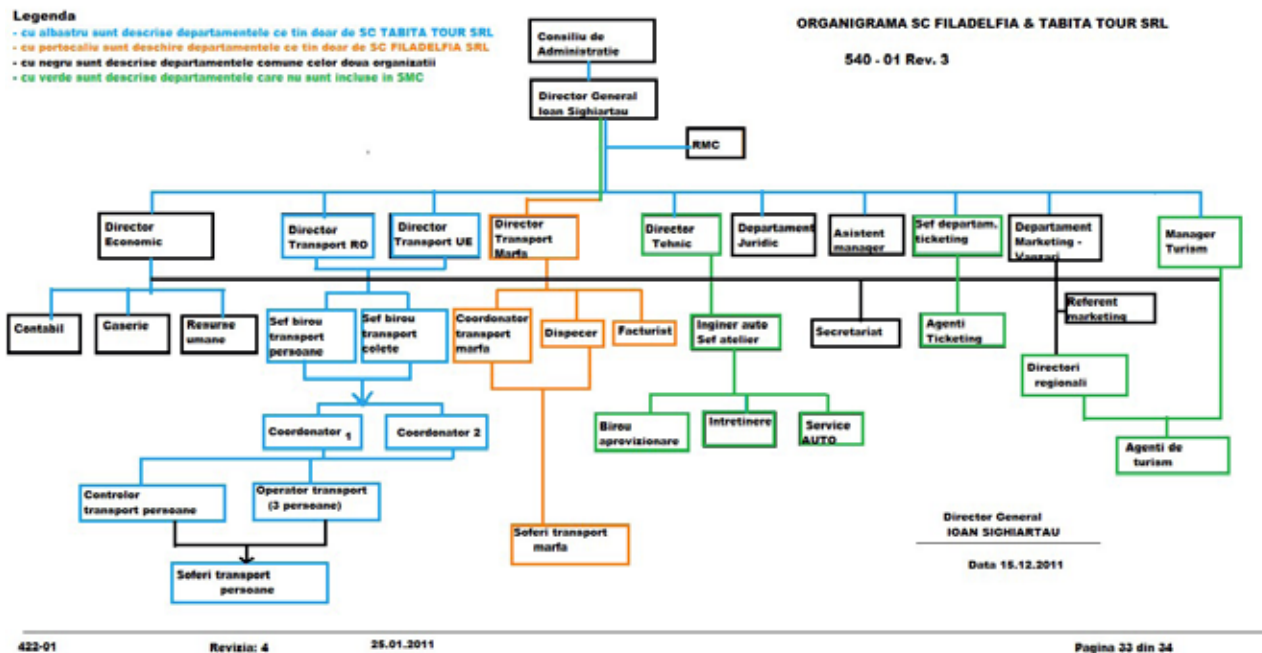 Legenda
- cu albastru sunt descrise departamentele ce tin doar de SC TABITA TOUR SRL
- cu portocaliu sunt deschire departamentele ce tin doar de SC FILADELFIA SRL
- cu negru sunt descrise departamentele comune celor doua organizatii
- cu verde sunt descrise departamentele care nu sunt incluse in SMC
ORGANIGRAMA SC FILADELFIA & TABITA TOUR SRL
540 - 01 Rev. 3
Consiliu de
Administratie
Director General
Ioan Sighiartau
RMC
Director
Economic
Director
Transport RO
Director
Transport UE
Director
Transport
Marfa
Director
Tehnic
Departament
Juridic
Asistent
manager
Sef departam.
ticketing
Departament
Marketing -
Vanzari
Manager
Turism
Contabil
Caserie
Resurse
umane
Sef birou
transport
persoane
Sef birou
transport
colete
Coordonator
transport
marfa
Dispecer
Facturist
Inginer auto
Sef atelier
Secretariat
Agenti
Ticketing
Referent
marketing
Directori
regionali
Coordonator 1
Coordonator 2
Birou
aprovizionare
Intretinere
Service
AUTO
Agenti de
turism
Controlor
transport persoane
Operator transport
(3 persoane)
Soferi transport
marfa
Soferi transport
persoane
Director General
IOAN SIGHIARTAU
Data 15.12.2011
422-01
Revizia: 4
25.01.2011
Pagina 33 din 34